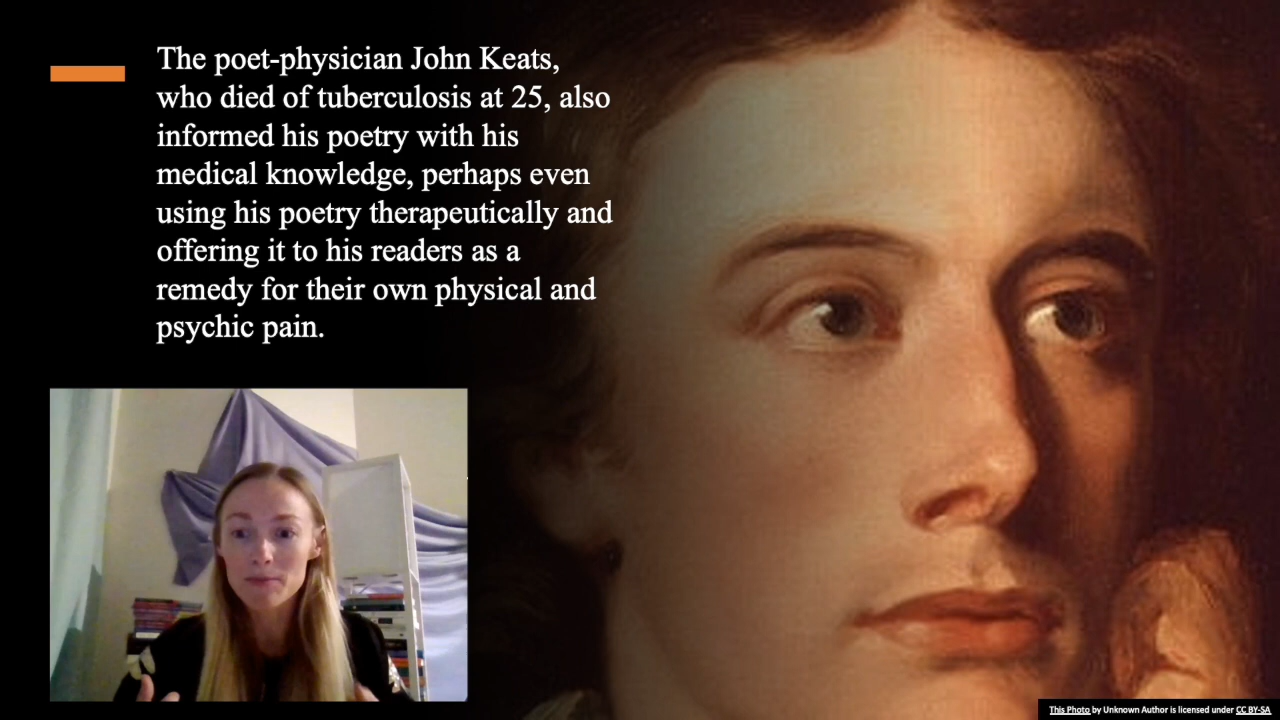 The poet-physician John Keats,
who died of tuberculosis at 25, also
informed his poetry with his
medical knowledge, perhaps even
using his poetry therapeutically and
offering it to his readers as a
remedy for their own physical and
psychic pain.
This Photo by Unknown Author is licensed under CC BY-SA